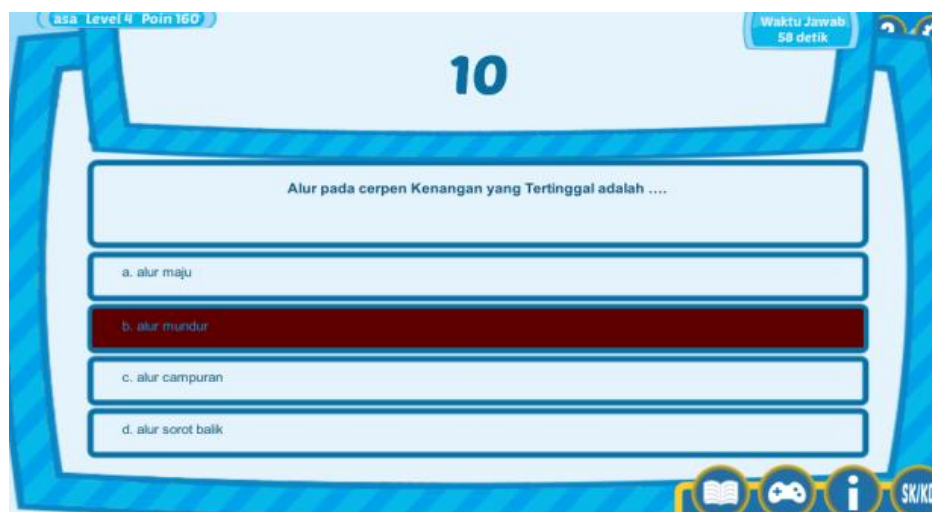 asa Level 4 Poin 160
Waktu Jawab
58 detik
10
Alur pada cerpen Kenangan yang Tertinggal adalah ....
a. alur maju
b. alur mundur
c. alur campuran
d. alur sorot balik
SK/KD